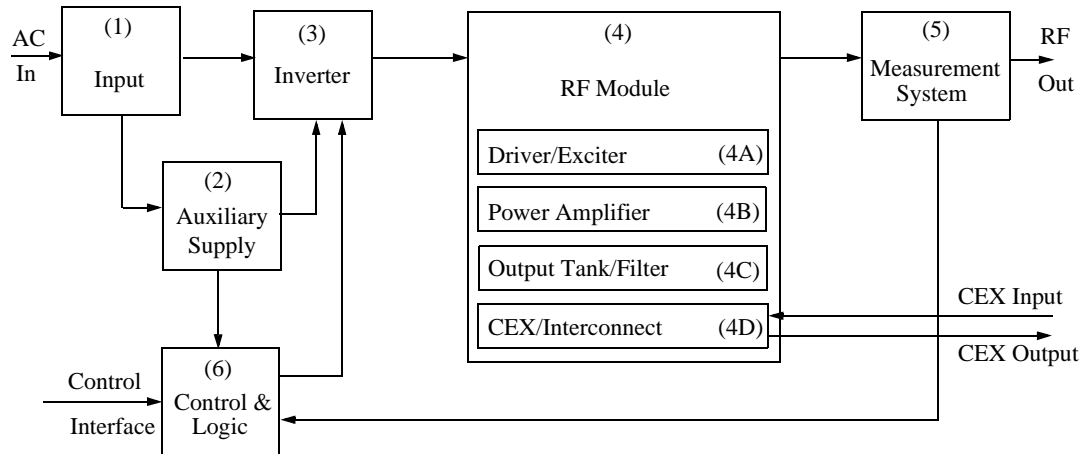 AC
In
(1)
Input
(3)
Inverter
(4)
RF Module
(5)
Measurement
System
RF
Out
(2)
Auxiliary
Supply
Driver/Exciter (4A)
Power Amplifier (4B)
Output Tank/Filter (4C)
CEX/Interconnect (4D)
CEX Input
CEX Output
Control
Interface
(6)
Control &
Logic